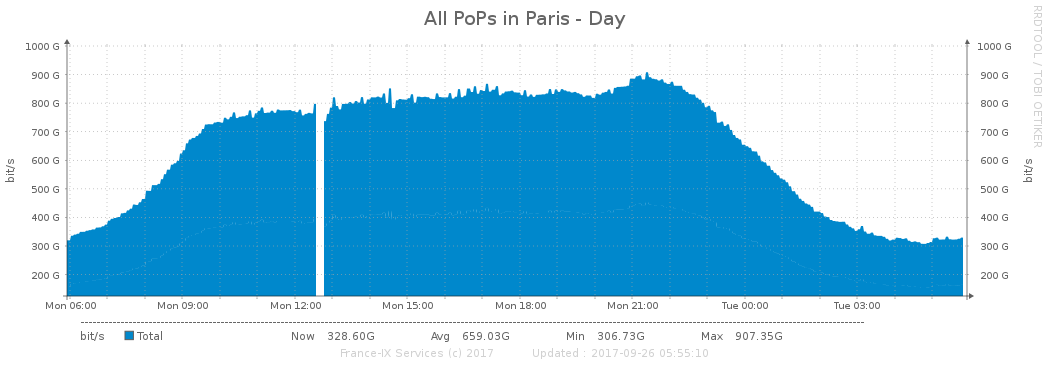 All PoPs in Paris - Day
RRDTOOL / TOBI OETIKER
1000 G 1000 G
900 G 900 G
800 G 800 G
700 G 700 G
600 G 600 G
500 G 500 G
400 G 400 G
300 G 300 G
200 G 200 G
bit/s bit/s
Mon 06:00 Mon 09:00 Mon 12:00 Mon 15:00 Mon 18:00 Mon 21:00 Tue 00:00 Tue 03:00
bit/s Total Now 328.60G Avg 659.03G Min 306.73G Max 907.35G
France-IX Services (c) 2017 Updated : 2017-09-26 05:55:10